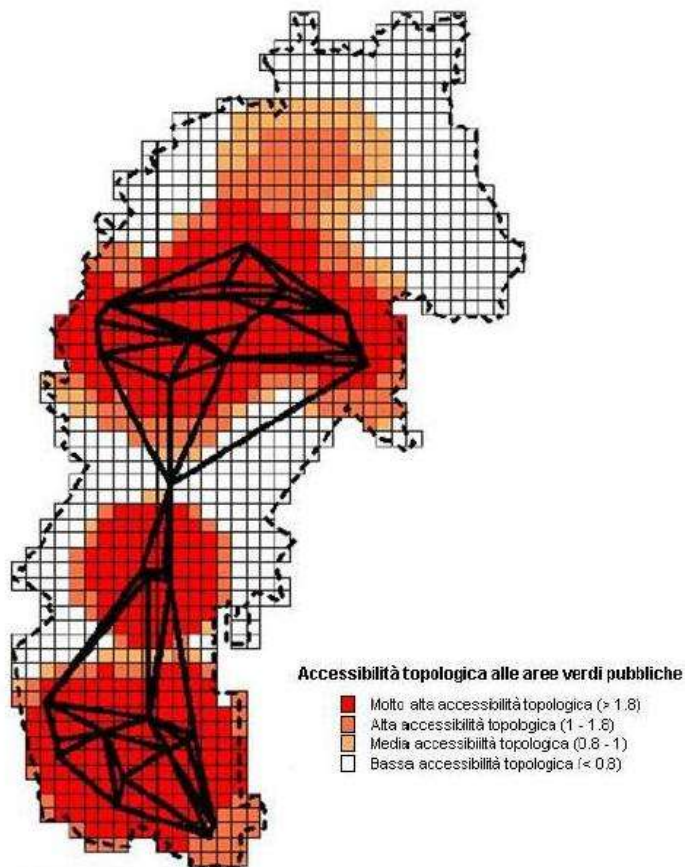 Accessibilità topologica alle aree verdi pubbliche
Molto alta accessibilità topologica (> 1.8)
Alta accessibilità topologica (1 - 1.8)
Media accessibiità topologica (0.8 - 1)
Bassa accessibilità topologica (< 0.8)